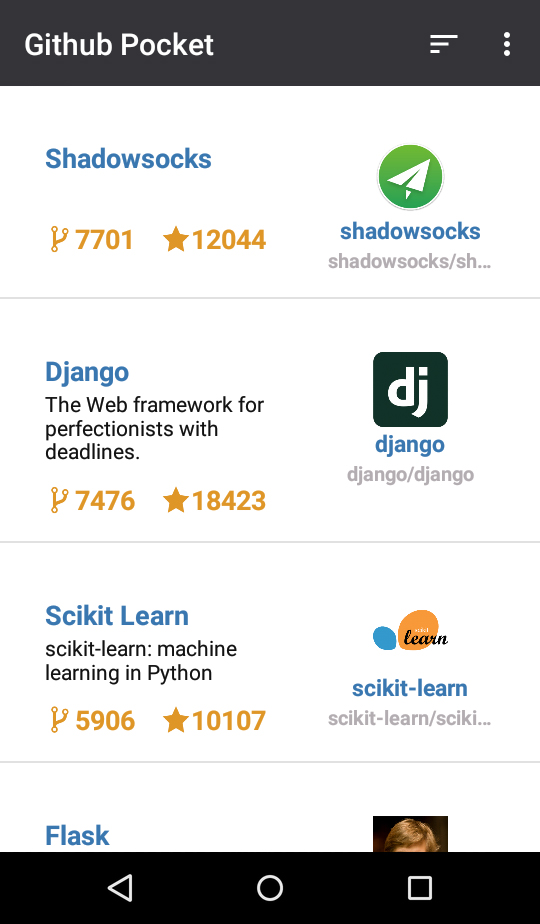 Github Pocket
Shadowsocks
7701 12044
shadowsocks
shadowsocks/sh...
Django
The Web framework for
perfectionists with
deadlines.
7476 18423
dj
django
django/django
Scikit Learn
scikit-learn: machine
learning in Python
5906 10107
scikit
learn
scikit-learn
scikit-learn/sciki...
Flask